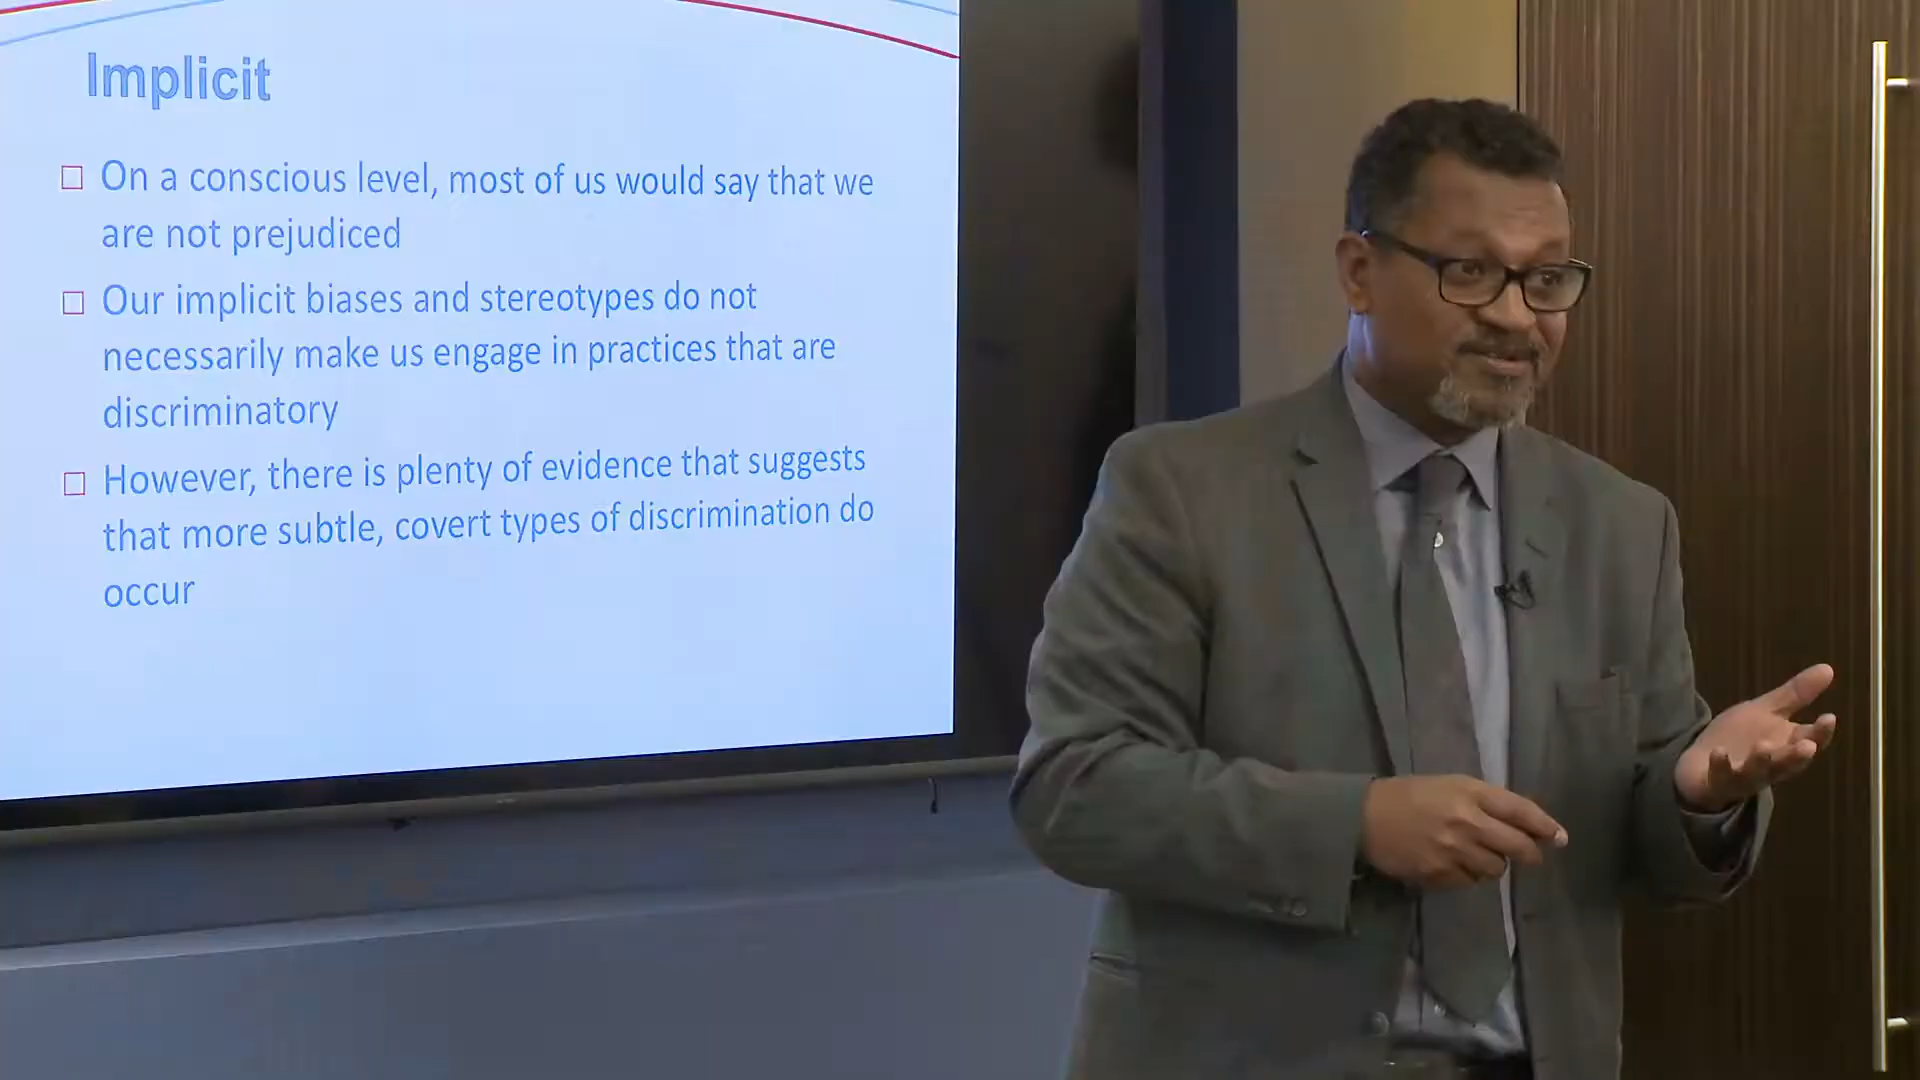 Implicit
On a conscious level, most of us would say that we
are not prejudiced
Our implicit biases and stereotypes do not
necessarily make us engage in practices that are
discriminatory
However, there is plenty of evidence that suggests
that more subtle, covert types of discrimination do
occur